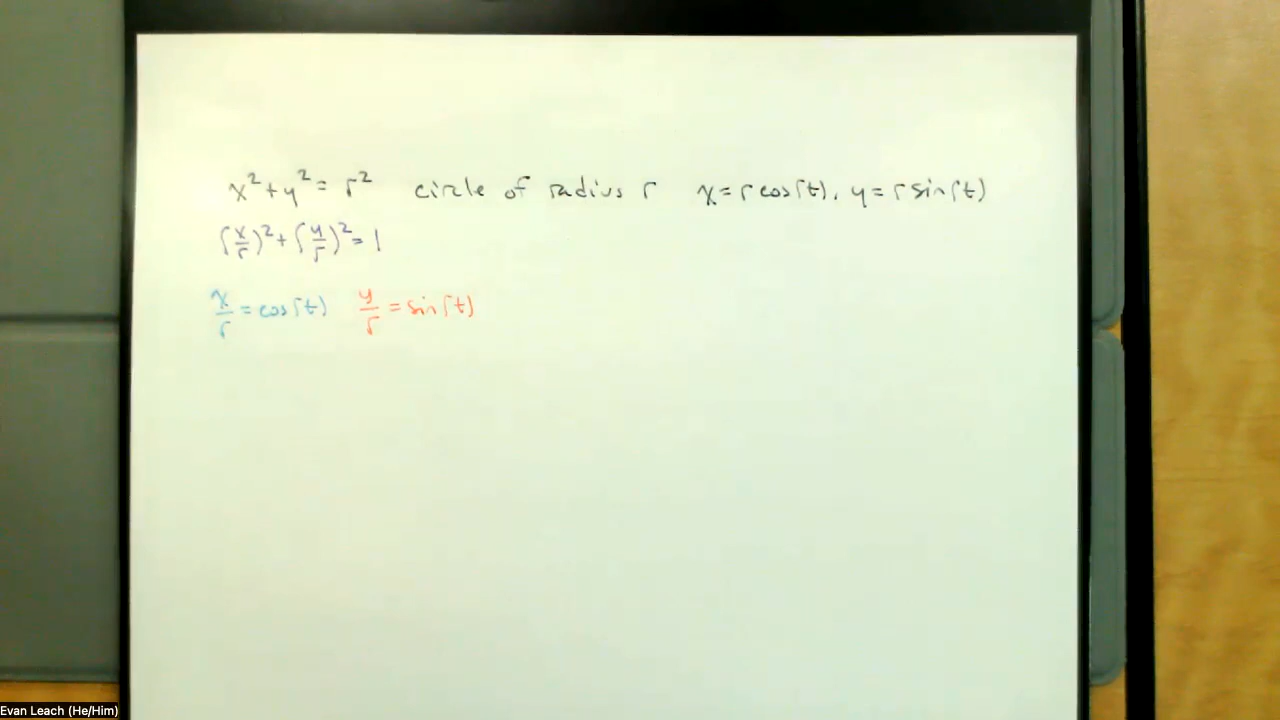 x² + y² = r² circle of radius r x = r cos(t), y = r sin(t)
(x/r)² + (y/r)² = 1
x/r = cos(t) y/r = sin(t)
Evan Leach (He/Him)